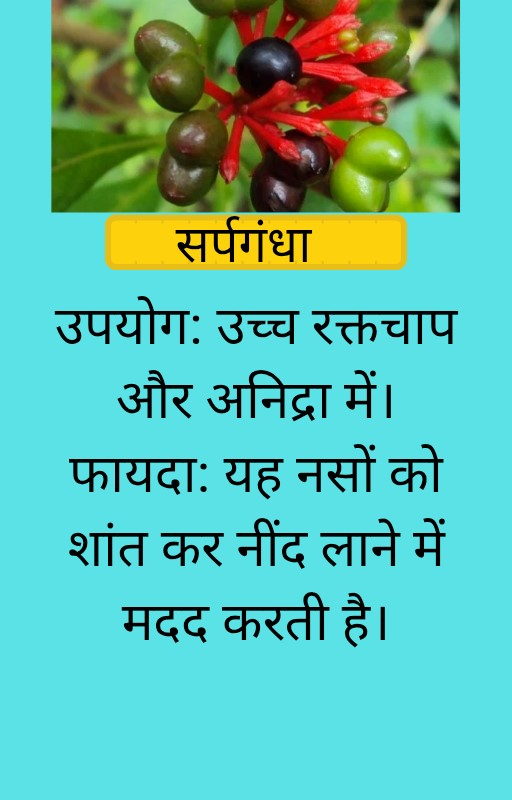 सर्पगंधा
उपयोग: उच्च रक्तचाप
और अनिद्रा में।
फायदा: यह नसों को
शांत कर नींद लाने में
मदद करती है।